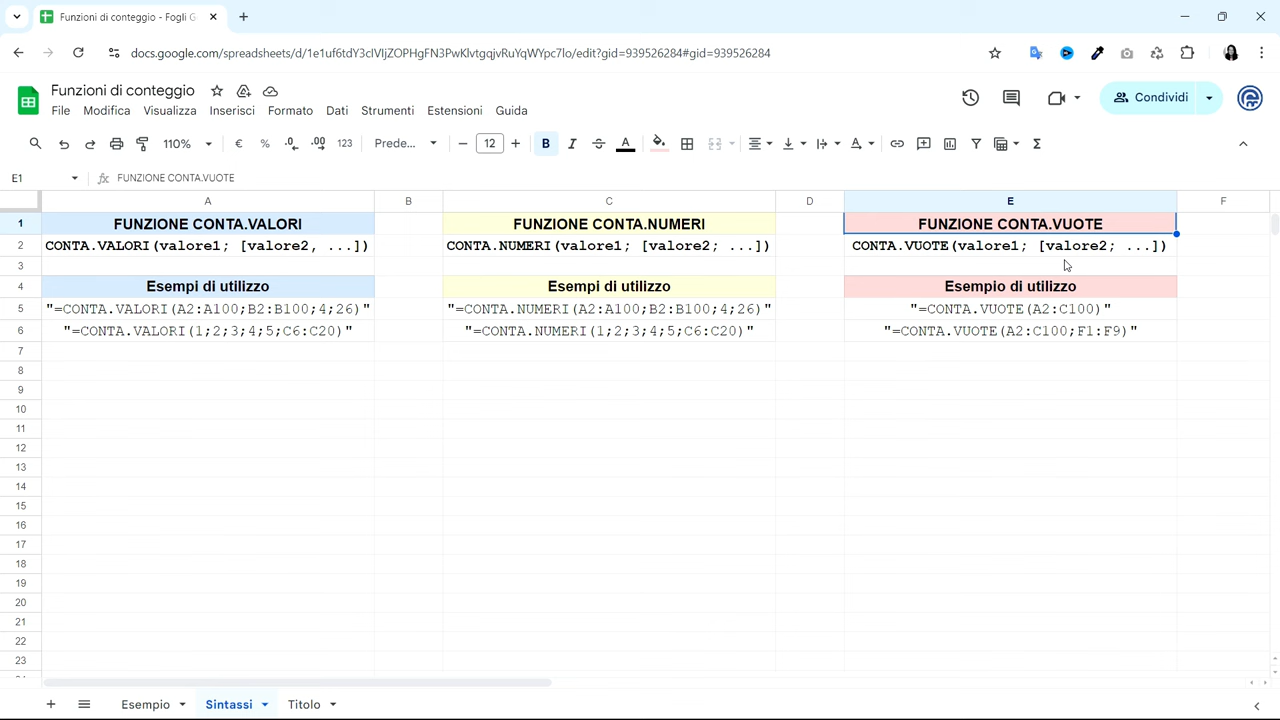 Funzioni di conteggio - Fogli G
docs.google.com/spreadsheets/d/1e1uf6tdY3cIVIjZOPHgFN3PwKlvtgqjvRuYqWYpc7lo/edit?gid=939526284#gid=939526284
Funzioni di conteggio
File Modifica Visualizza Inserisci Formato Dati Strumenti Estensioni Guida
Condividi
110% € % .0 .00 123 Prede... 12 B I A
E1 fx FUNZIONE CONTA.VUOTE
A B C D E F
1 FUNZIONE CONTA.VALORI FUNZIONE CONTA.NUMERI FUNZIONE CONTA.VUOTE
2 CONTA.VALORI(valore1; [valore2, ...]) CONTA.NUMERI(valore1; [valore2; ...]) CONTA.VUOTE(valore1; [valore2; ...])
3
4 Esempi di utilizzo Esempi di utilizzo Esempio di utilizzo
5 "=CONTA.VALORI(A2:A100;B2:B100;4;26)" "=CONTA.NUMERI(A2:A100;B2:B100;4;26)" "=CONTA.VUOTE(A2:C100)"
6 "=CONTA.VALORI(1;2;3;4;5;C6:C20)" "=CONTA.NUMERI(1;2;3;4;5;C6:C20)" "=CONTA.VUOTE(A2:C100;F1:F9)"
7
8
9
10
11
12
13
14
15
16
17
18
19
20
21
22
23
Esempio Sintassi Titolo